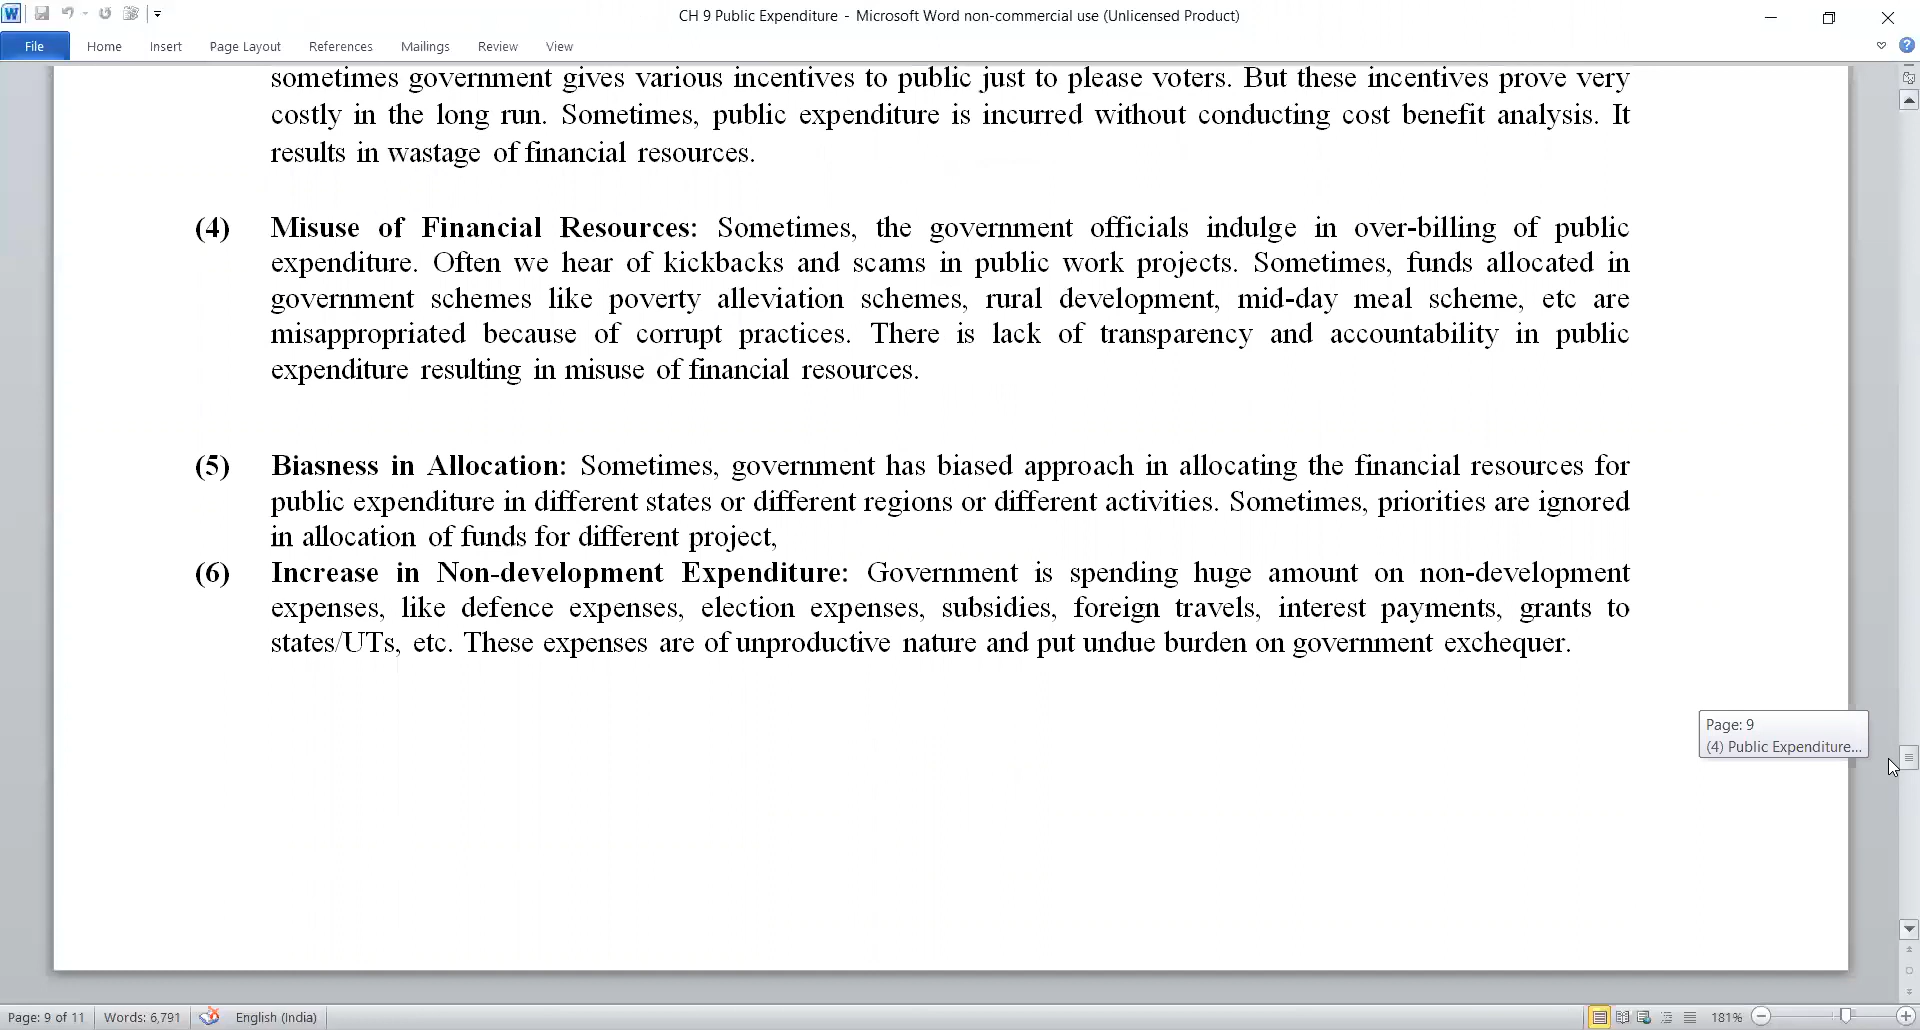 CH 9 Public Expenditure - Microsoft Word non-commercial use (Unlicensed Product)
File Home Insert Page Layout References Mailings Review View
sometimes government gives various incentives to public just to please voters. But these incentives prove very
costly in the long run. Sometimes, public expenditure is incurred without conducting cost benefit analysis. It
results in wastage of financial resources.
(4) Misuse of Financial Resources: Sometimes, the government officials indulge in over-billing of public
expenditure. Often we hear of kickbacks and scams in public work projects. Sometimes, funds allocated in
government schemes like poverty alleviation schemes, rural development, mid-day meal scheme, etc are
misappropriated because of corrupt practices. There is lack of transparency and accountability in public
expenditure resulting in misuse of financial resources.
(5) Biasness in Allocation: Sometimes, government has biased approach in allocating the financial resources for
public expenditure in different states or different regions or different activities. Sometimes, priorities are ignored
in allocation of funds for different project,
(6) Increase in Non-development Expenditure: Government is spending huge amount on non-development
expenses, like defence expenses, election expenses, subsidies, foreign travels, interest payments, grants to
states/UTs, etc. These expenses are of unproductive nature and put undue burden on government exchequer.
Page: 9
(4) Public Expenditure...
Page: 9 of 11 Words: 6,791 English (India) 181%